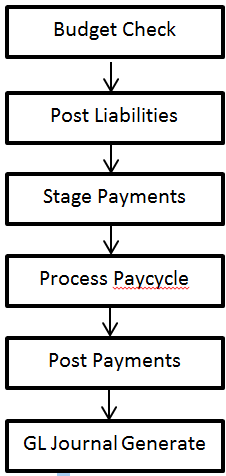 Budget Check
Post Liabilities
Stage Payments
Process Paycycle
Post Payments
GL Journal Generate